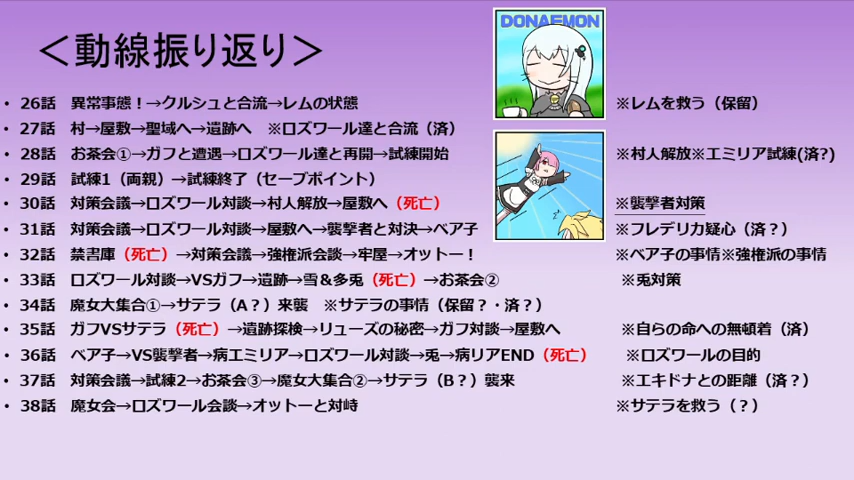 ＜動線振り返り＞
DONAEMON
・ 26話 異常事態！→クルシュと合流→レムの状態 ※レムを救う（保留）
・ 27話 村→屋敷→聖域へ→遺跡へ ※ロズワール達と合流（済）
・ 28話 お茶会①→ガフと遭遇→ロズワール達と再開→試練開始 ※村人解放※エミリア試練(済?)
・ 29話 試練1（両親）→試練終了（セーブポイント）
・ 30話 対策会議→ロズワール対談→村人解放→屋敷へ（死亡） ※襲撃者対策
・ 31話 対策会議→ロズワール対談→屋敷へ→襲撃者と対決→ベア子 ※フレデリカ疑心（済？）
・ 32話 禁書庫（死亡）→対策会議→強権派会談→牢屋→オットー！ ※ベア子の事情※強権派の事情
・ 33話 ロズワール対談→VSガフ→遺跡→雪＆多兎（死亡）→お茶会② ※兎対策
・ 34話 魔女大集合①→サテラ（A？）来襲 ※サテラの事情（保留？・済？）
・ 35話 ガフVSサテラ（死亡）→遺跡探検→リューズの秘密→ガフ対談→屋敷へ ※自らの命への無頓着（済）
・ 36話 ベア子→VS襲撃者→病エミリア→ロズワール対談→兎→病リアEND（死亡） ※ロズワールの目的
・ 37話 対策会議→試練2→お茶会③→魔女大集合②→サテラ（B？）襲来 ※エキドナとの距離（済？）
・ 38話 魔女会→ロズワール会談→オットーと対峙 ※サテラを救う（？）